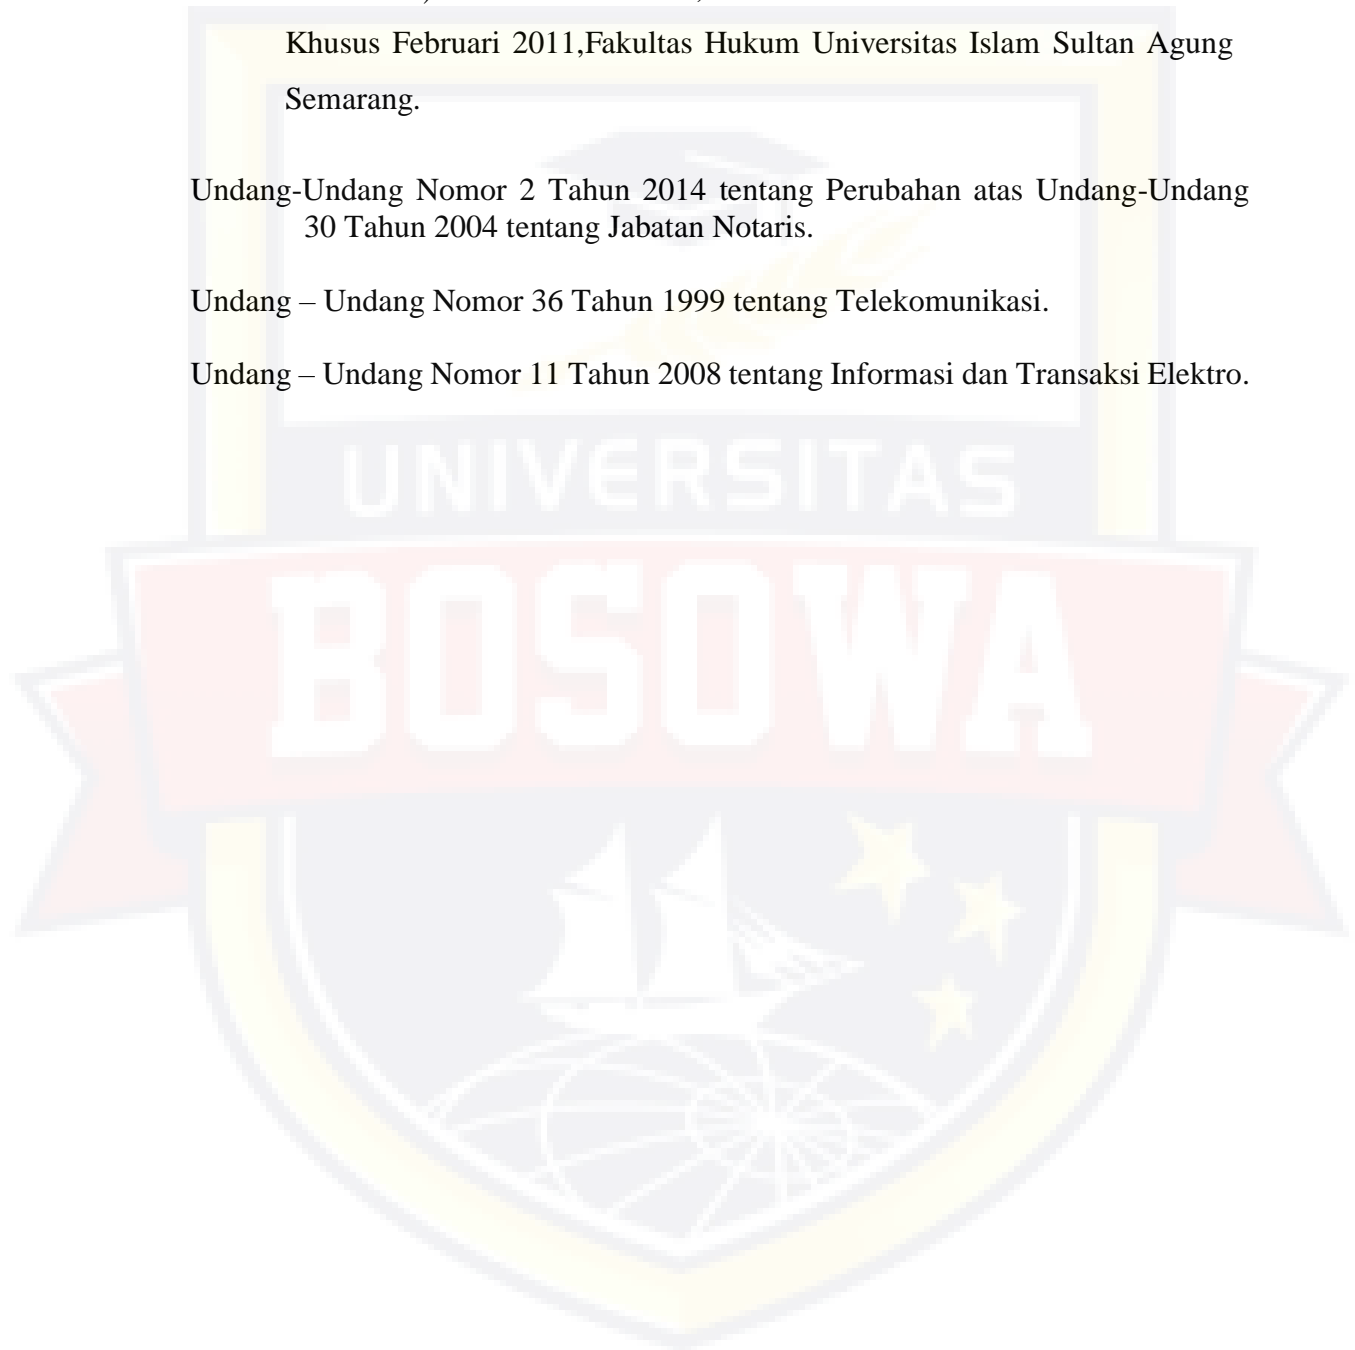 Khusus Februari 2011,Fakultas Hukum Universitas Islam Sultan Agung
Semarang.
Undang-Undang Nomor 2 Tahun 2014 tentang Perubahan atas Undang-Undang
30 Tahun 2004 tentang Jabatan Notaris.
Undang – Undang Nomor 36 Tahun 1999 tentang Telekomunikasi.
Undang – Undang Nomor 11 Tahun 2008 tentang Informasi dan Transaksi Elektro.
UNIVERSITAS
BOSOWA